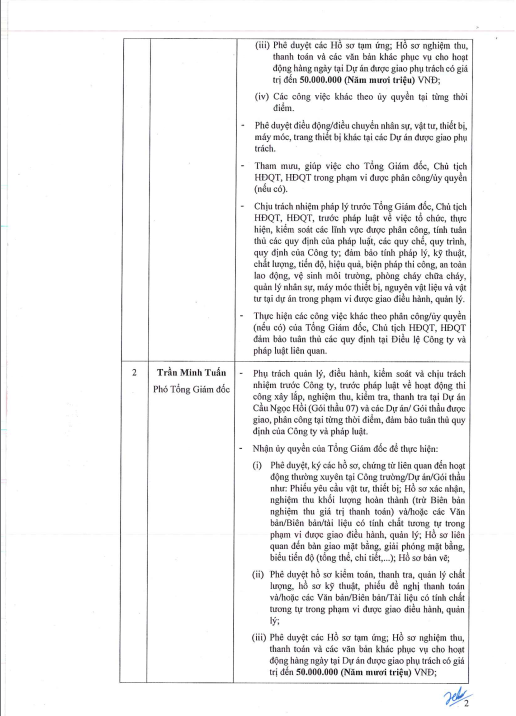 (iii) Phê duyệt các Hồ sơ tạm ứng; Hồ sơ nghiệm thu,
thanh toán và các văn bản khác phục vụ cho hoạt
động hàng ngày tại Dự án được giao phụ trách có giá
trị đến 50.000.000 (Năm mươi triệu) VNĐ;
(iv) Các công việc khác theo ủy quyền tại từng thời
điểm.
- Phê duyệt điều động/điều chuyển nhân sự, vật tư, thiết bị,
máy móc, trang thiết bị khác tại các Dự án được giao phụ
trách.
- Tham mưu, giúp việc cho Tổng Giám đốc, Chủ tịch
HĐQT, HĐQT trong phạm vi được phân công/ủy quyền
(nếu có).
- Chịu trách nhiệm pháp lý trước Tổng Giám đốc, Chủ tịch
HĐQT, HĐQT, trước pháp luật về việc tổ chức, thực
hiện, kiểm soát các lĩnh vực được phân công, tính tuân
thủ các quy định của pháp luật, các quy chế, quy trình,
quy định của Công ty; đảm bảo tính pháp lý, kỹ thuật,
chất lượng, tiến độ, hiệu quả, biện pháp thi công, an toàn
lao động, vệ sinh môi trường, phòng cháy chữa cháy,
quản lý nhân sự, máy móc thiết bị, nguyên vật liệu và vật
tư tại dự án trong phạm vi được giao điều hành, quản lý.
- Thực hiện các công việc khác theo phân công/ủy quyền
(nếu có) của Tổng Giám đốc, Chủ tịch HĐQT, HĐQT
đảm bảo tuân thủ các quy định tại Điều lệ Công ty và
pháp luật liên quan.
2 Trần Minh Tuấn
Phó Tổng Giám đốc
- Phụ trách quản lý, điều hành, kiểm soát và chịu trách
nhiệm trước Công ty, trước pháp luật về hoạt động thi
công xây lắp, nghiệm thu, kiểm tra, thanh tra tại Dự án
Cầu Ngọc Hồi (Gói thầu 07) và các Dự án/ Gói thầu được
giao, phân công tại từng thời điểm, đảm bảo tuân thủ quy
định của Công ty và pháp luật.
- Nhận ủy quyền của Tổng Giám đốc để thực hiện:
(i) Phê duyệt, ký các hồ sơ, chứng từ liên quan đến hoạt
động thường xuyên tại Công trường/Dự án/Gói thầu
như: Phiếu yêu cầu vật tư, thiết bị; Hồ sơ xác nhận,
nghiệm thu khối lượng hoàn thành (trừ Biên bản
nghiệm thu giá trị thanh toán) và/hoặc các Văn
bản/Biên bản/tài liệu có tính chất tương tự trong
phạm vi được giao điều hành, quản lý; Hồ sơ liên
quan đến bàn giao mặt bằng, giải phóng mặt bằng,
biểu tiến độ (tổng thể, chi tiết,...); Hồ sơ bản vẽ;
(ii) Phê duyệt hồ sơ kiểm toán, thanh tra, quản lý chất
lượng, hồ sơ kỹ thuật, phiếu đề nghị thanh toán
và/hoặc các Văn bản/Biên bản/Tài liệu có tính chất
tương tự trong phạm vi được giao điều hành, quản
lý;
(iii) Phê duyệt các Hồ sơ tạm ứng; Hồ sơ nghiệm thu,
thanh toán và các văn bản khác phục vụ cho hoạt
động hàng ngày tại Dự án được giao phụ trách có giá
trị đến 50.000.000 (Năm mươi triệu) VNĐ;
2